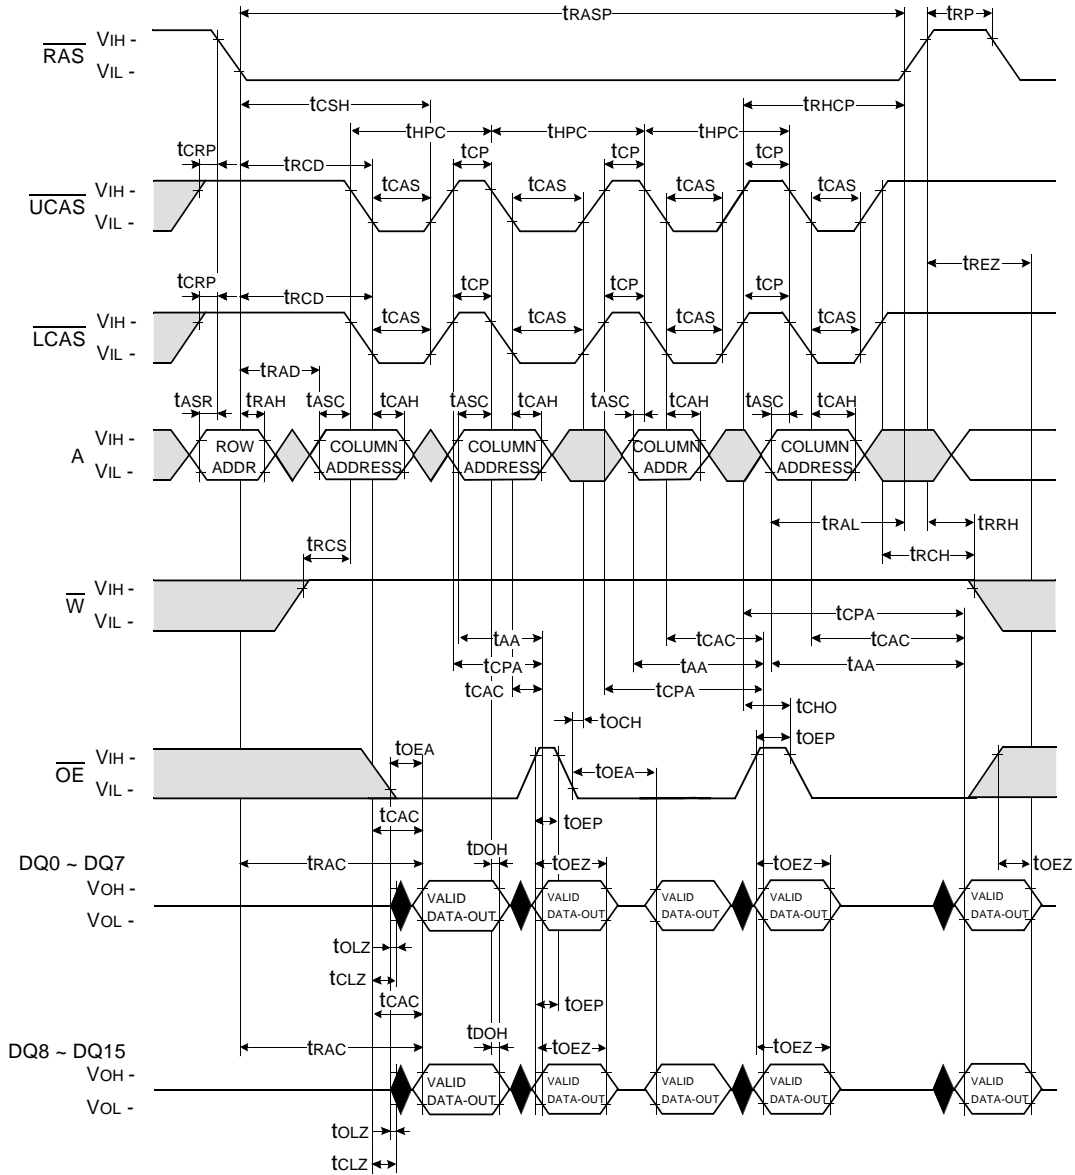 tRASP tRP
RAS VIH -
VIL -
tCSH tRHCP
tHPC tHPC tHPC
tCRP tRCD tCP tCP tCP
UCAS VIH -
VIL -
tCAS tCAS tCAS tCAS
tREZ
tCRP tRCD tCP tCP tCP
LCAS VIH -
VIL -
tCAS tCAS tCAS tCAS
tRAD
tASR tRAH tASC tCAH tASC tCAH tASC tCAH tASC tCAH
A VIH -
VIL -
ROW ADDR
COLUMN ADDRESS
COLUMN ADDRESS
COLUMN ADDR
COLUMN ADDRESS
tRAL tRRH
tRCS tRCH
W VIH -
VIL -
tCPA
tAA tCAC tCAC
tCPA tAA tAA
tCAC tCPA
tCHO
tOCH
tOEP
OE VIH -
VIL -
tOEA tOEA
tCAC tOEP
tDOH
DQ0 ~ DQ7
tRAC tOEZ tOEZ tOEZ
VOH -
VOL -
VALID DATA-OUT
VALID DATA-OUT
VALID DATA-OUT
VALID DATA-OUT
VALID DATA-OUT
tOLZ
tCLZ
tCAC tOEP
tDOH
DQ8 ~ DQ15
tRAC tOEZ tOEZ
VOH -
VOL -
VALID DATA-OUT
VALID DATA-OUT
VALID DATA-OUT
VALID DATA-OUT
VALID DATA-OUT
tOLZ
tCLZ